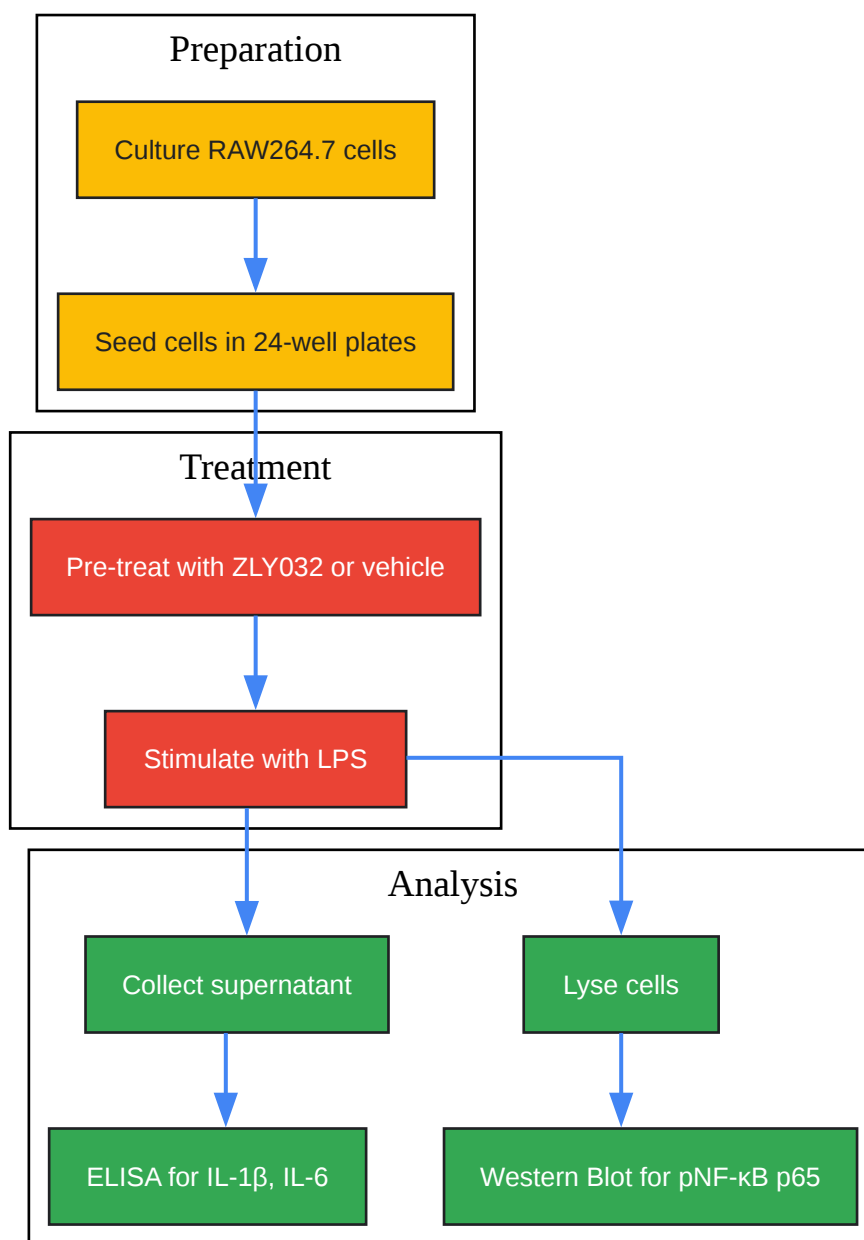 Preparation
Culture RAW264.7 cells
Seed cells in 24-well plates
Treatment
Pre-treat with ZLY032 or vehicle
Stimulate with LPS
Analysis
Collect supernatant
Lyse cells
ELISA for IL-1β, IL-6
Western Blot for pNF-κB p65